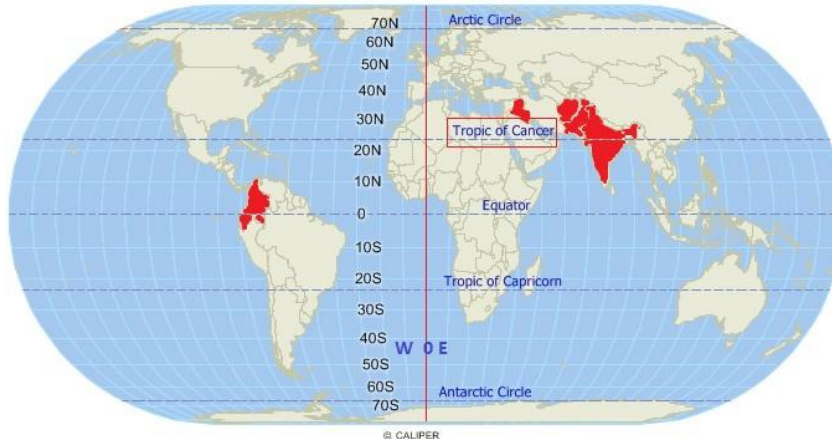 Arctic Circle
70N
60N
50N
40N
30N
Tropic of Cancer
20N
10N
Equator
0
10S
Tropic of Capricorn
20S
30S
40S
W 0 E
50S
60S
Antarctic Circle
70S
© CALIPER